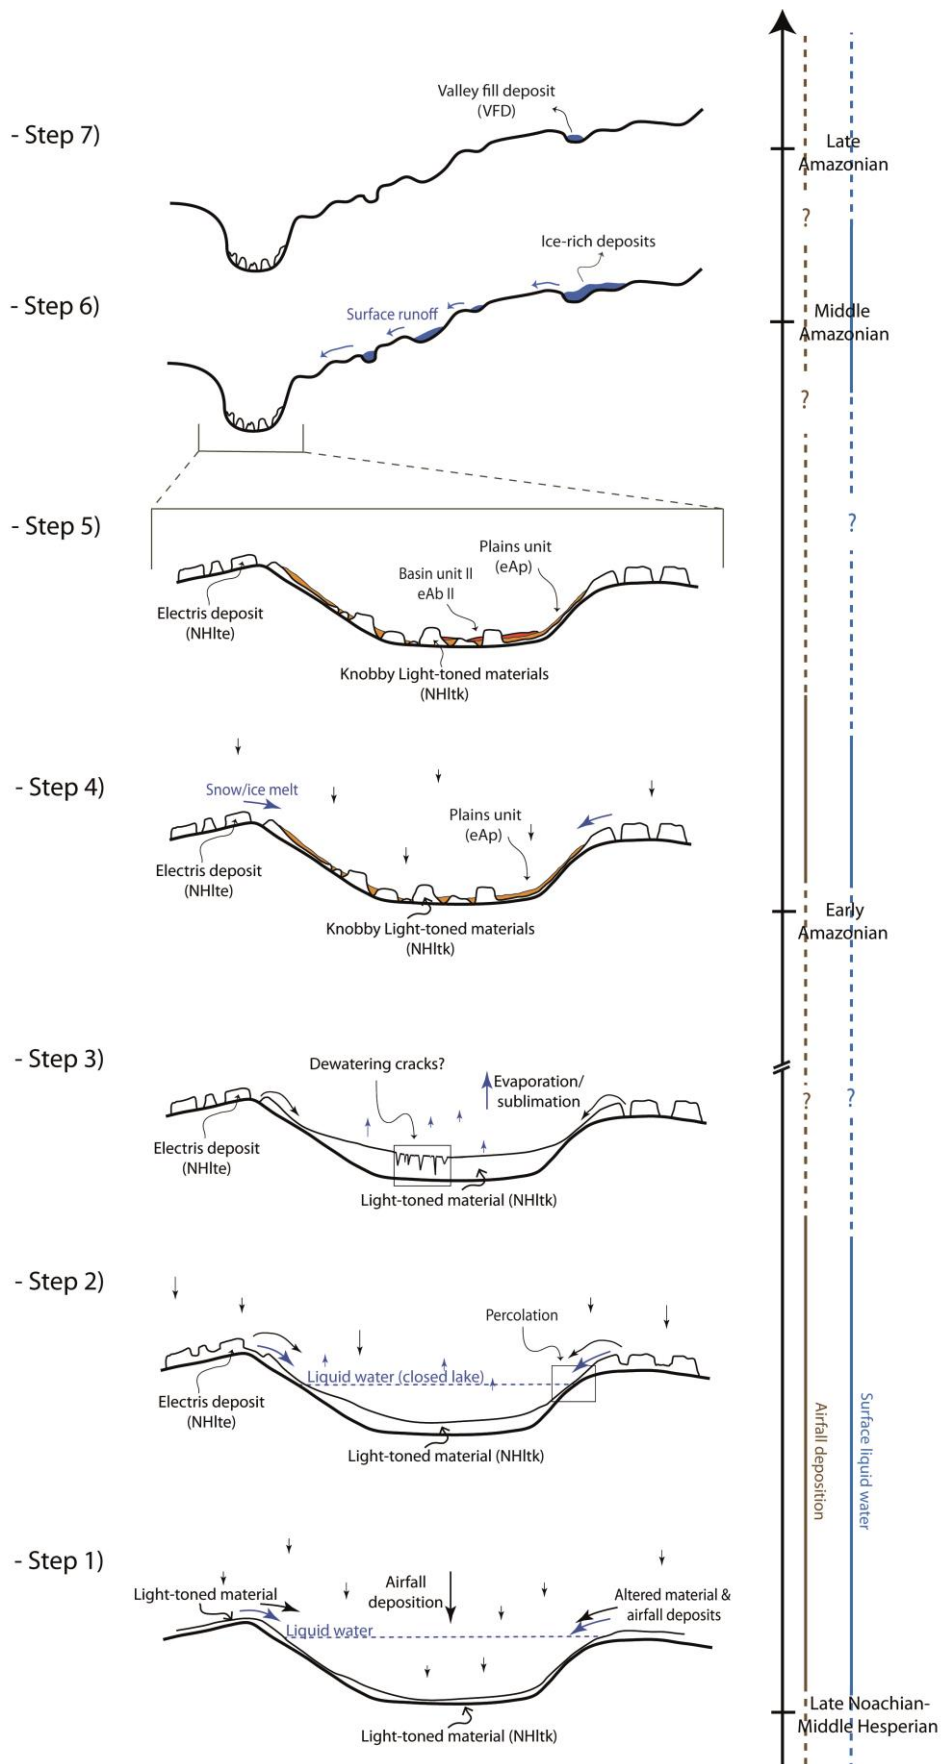 - Step 7)
Valley fill deposit
(VFD)
Late
Amazonian
?
Ice-rich deposits
- Step 6)
Surface runoff
Middle
Amazonian
?
- Step 5)
?
Plains unit
(eAp)
Basin unit II
eAb II
Electris deposit
(NHlte)
Knobby Light-toned materials
(NHltk)
- Step 4)
Snow/ice melt
Plains unit
(eAp)
Electris deposit
(NHlte)
Knobby Light-toned materials
(NHltk)
Early
Amazonian
- Step 3)
Dewatering cracks?
Evaporation/
sublimation
?
?
Electris deposit
(NHlte)
Light-toned material (NHltk)
- Step 2)
Percolation
Liquid water (closed lake)
Electris deposit
(NHlte)
Light-toned material (NHltk)
Airfall deposition
Surface liquid water
- Step 1)
Light-toned material
Airfall
deposition
Altered material &
airfall deposits
Liquid water
Light-toned material (NHltk)
Late Noachian-
Middle Hesperian